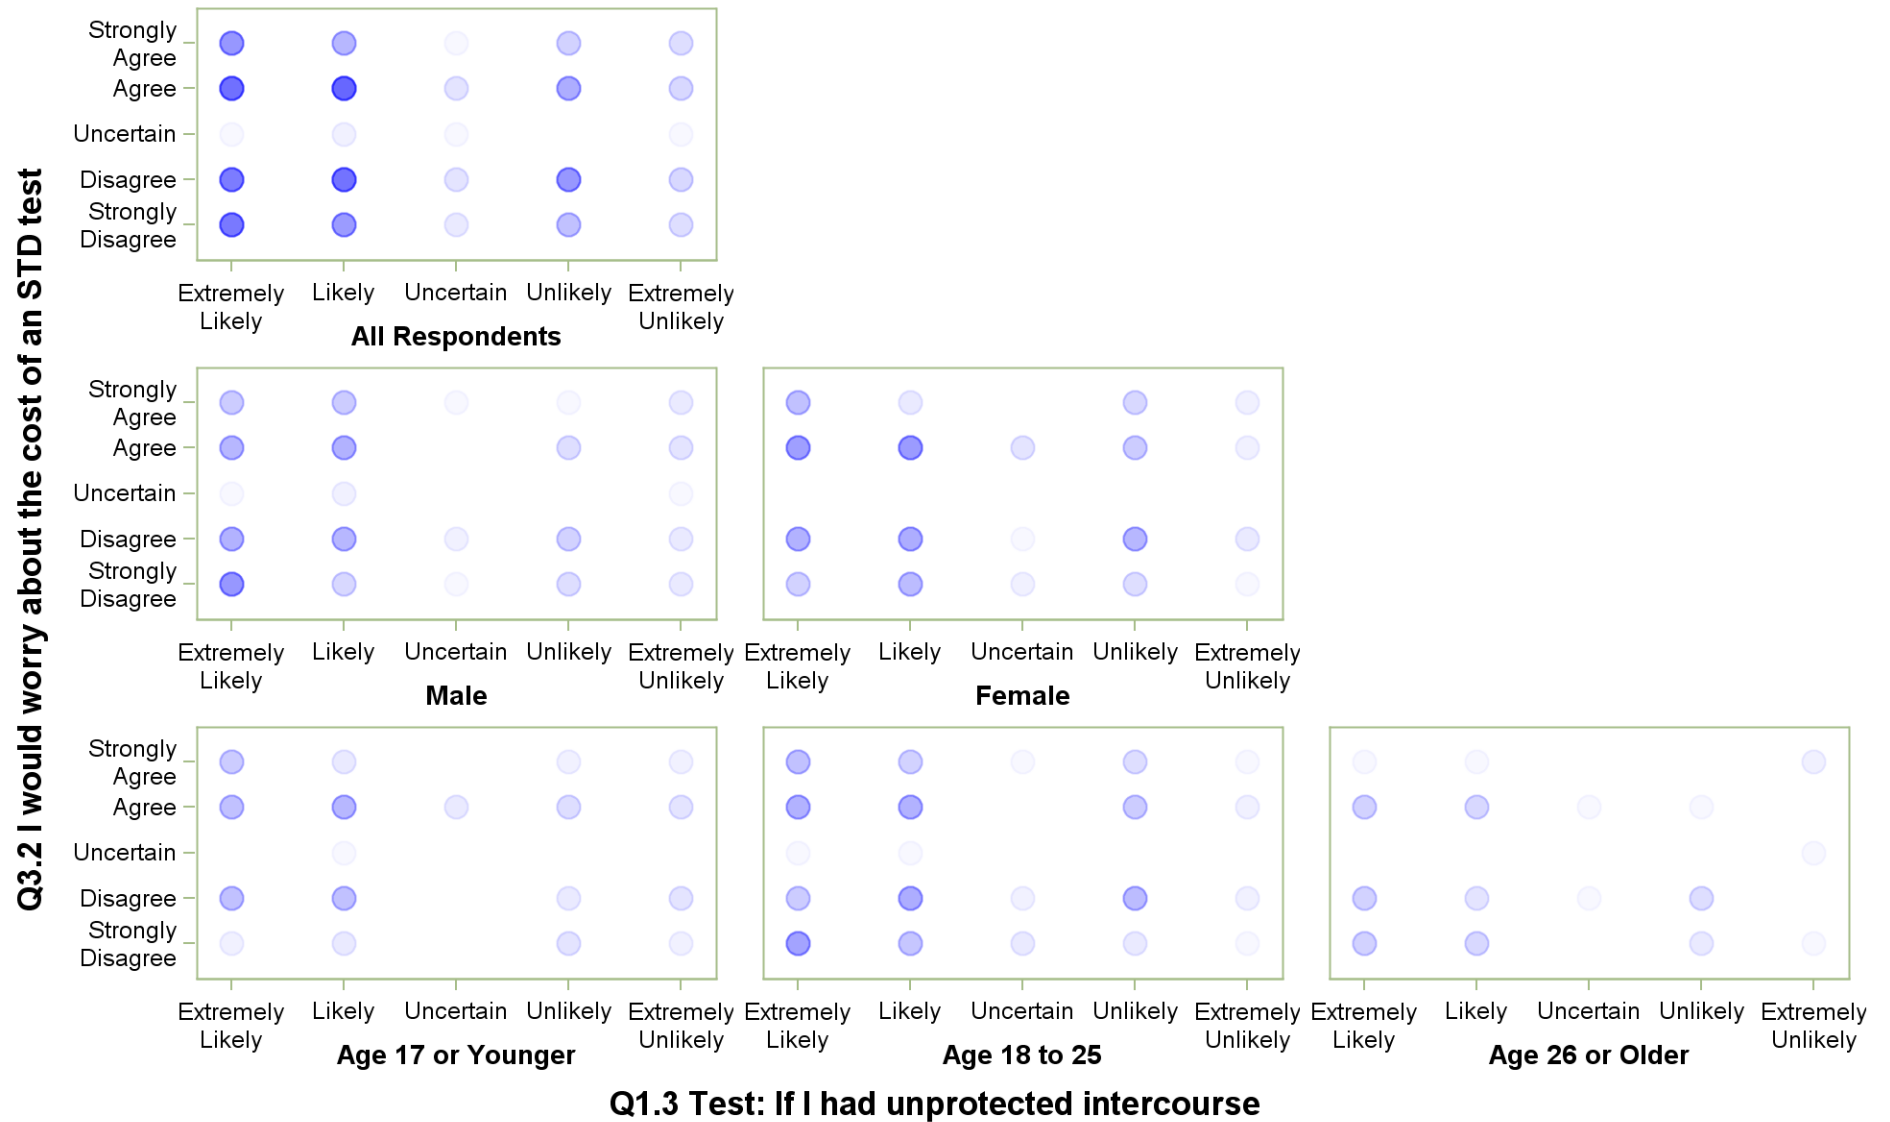 Q3.2 I would worry about the cost of an STD test
Strongly
Agree
Agree
Uncertain
Disagree
Strongly
Disagree
Extremely
Likely
Likely
Uncertain
Unlikely
Extremely
Unlikely
All Respondents
Strongly
Agree
Agree
Uncertain
Disagree
Strongly
Disagree
Extremely
Likely
Likely
Uncertain
Unlikely
Extremely
Unlikely
Male
Extremely
Likely
Likely
Uncertain
Unlikely
Extremely
Unlikely
Female
Strongly
Agree
Agree
Uncertain
Disagree
Strongly
Disagree
Extremely
Likely
Likely
Uncertain
Unlikely
Extremely
Unlikely
Age 17 or Younger
Extremely
Likely
Likely
Uncertain
Unlikely
Extremely
Unlikely
Age 18 to 25
Extremely
Likely
Likely
Uncertain
Unlikely
Extremely
Unlikely
Age 26 or Older
Q1.3 Test: If I had unprotected intercourse